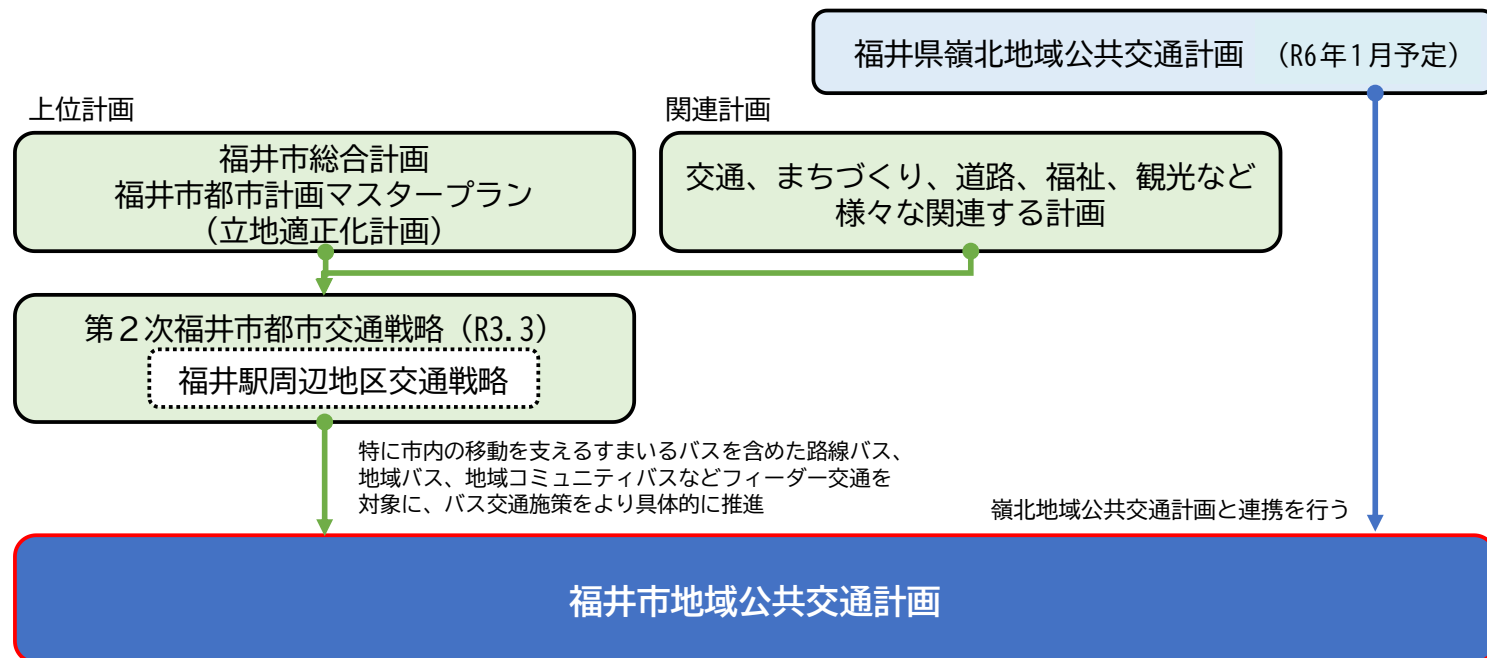 福井県嶺北地域公共交通計画 （R6年1月予定）
上位計画
福井市総合計画
福井市都市計画マスタープラン
（立地適正化計画）
関連計画
交通、まちづくり、道路、福祉、観光など
様々な関連する計画
第２次福井市都市交通戦略（R3.3）
福井駅周辺地区交通戦略
特に市内の移動を支えるすまいるバスを含めた路線バス、
地域バス、地域コミュニティバスなどフィーダー交通を
対象に、バス交通施策をより具体的に推進
嶺北地域公共交通計画と連携を行う
福井市地域公共交通計画